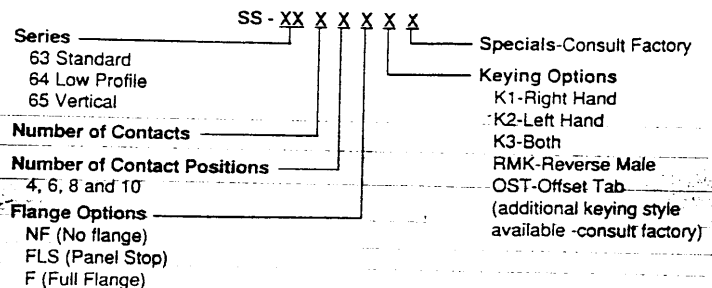 SS - XX X X X X X
Series
63 Standard
64 Low Profile
65 Vertical
Number of Contacts
Number of Contact Positions
4, 6, 8 and 10
Flange Options
NF (No flange)
FLS (Panel Stop)
F (Full Flange)
Specials-Consult Factory
Keying Options
K1-Right Hand
K2-Left Hand
K3-Both
RMK-Reverse Male
OST-Offset Tab
(additional keying style
available -consult factory)